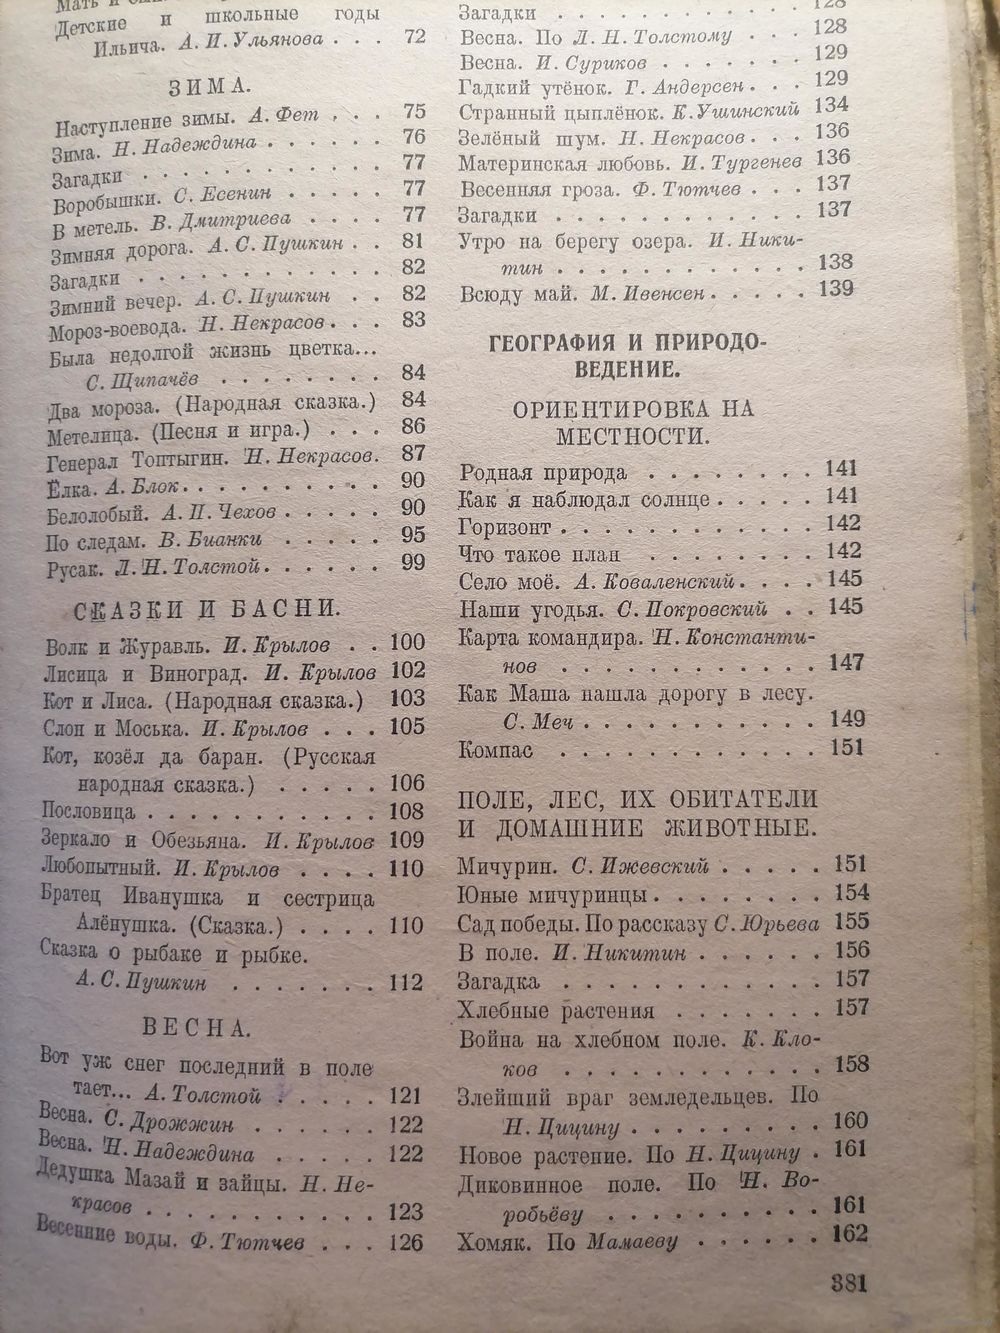 Мать и
Детские и школьные годы
Ильича. А. И. Ульянова . . . 72
ЗИМА.
Наступление зимы. А. Фет . . . 75
Зима. Н. Надеждина . . . . . . 76
Загадки . . . . . . . . . . . 77
Воробышки. С. Есенин . . . . . 77
В метель. В. Дмитриева . . . . 77
Зимняя дорога. А. С. Пушкин . . 81
Загадки . . . . . . . . . . . 82
Зимний вечер. А. С. Пушкин . . 82
Мороз-воевода. Н. Некрасов . . . 83
Была недолгой жизнь цветка...
С. Щипачёв . . . . . . . . 84
Два мороза. (Народная сказка.) 84
Метелица. (Песня и игра.) . . . 86
Генерал Топтыгин. Н. Некрасов. 87
Ёлка. А. Блок. . . . . . . . . . 90
Белолобый. А. П. Чехов . . . . . 90
По следам. В. Бианки . . . . . 95
Русак. Л. Н. Толстой. . . . . . . 99
СКАЗКИ И БАСНИ.
Волк и Журавль. И. Крылов . . 100
Лисица и Виноград. И. Крылов 102
Кот и Лиса. (Народная сказка.) 103
Слон и Моська. И. Крылов . . . 105
Кот, козёл да баран. (Русская
народная сказка.) . . . . . 106
Пословица . . . . . . . . . . . 108
Зеркало и Обезьяна. И. Крылов 109
Любопытный. И. Крылов . . . . 110
Братец Иванушка и сестрица
Алёнушка. (Сказка.) . . . . 110
Сказка о рыбаке и рыбке.
А. С. Пушкин . . . . . . . 112
ВЕСНА.
Вот уж снег последний в поле
тает... А. Толстой . . . . . 121
Весна. С. Дрожжин . . . . . . 122
Весна. Н. Надеждина . . . . . 122
Дедушка Мазай и зайцы. Н. Не-
красов . . . . . . . . . . . 123
Весенние воды. Ф. Тютчев . . . 126
Загадки . . . . . . . . . . . 128
Весна. По Л. Н. Толстому . . . 128
Весна. И. Суриков . . . . . . . 129
Гадкий утёнок. Г. Андерсен . . . 129
Странный цыплёнок. К. Ушинский 134
Зелёный шум. Н. Некрасов . . . 136
Материнская любовь. И. Тургенев 136
Весенняя гроза. Ф. Тютчев . . . 137
Загадки . . . . . . . . . . . . 137
Утро на берегу озера. И. Ники-
тин . . . . . . . . . . . . 138
Всюду май. М. Ивенсен . . . . . 139
ГЕОГРАФИЯ И ПРИРОДО-
ВЕДЕНИЕ.
ОРИЕНТИРОВКА НА
МЕСТНОСТИ.
Родная природа . . . . . . . . 141
Как я наблюдал солнце . . . . . 141
Горизонт . . . . . . . . . . . . 142
Что такое план . . . . . . . . 142
Село моё. А. Коваленский . . . . 145
Наши угодья. С. Покровский . . 145
Карта командира. Н. Константи-
нов . . . . . . . . . . . . 147
Как Маша нашла дорогу в лесу.
С. Меч . . . . . . . . . . . 149
Компас . . . . . . . . . . . . 151
ПОЛЕ, ЛЕС, ИХ ОБИТАТЕЛИ
И ДОМАШНИЕ ЖИВОТНЫЕ.
Мичурин. С. Ижевский . . . . . 151
Юные мичуринцы . . . . . . . . 154
Сад победы. По рассказу С. Юрьева 155
В поле. И. Никитин . . . . . . 156
Загадка . . . . . . . . . . . . 157
Хлебные растения . . . . . . . 157
Война на хлебном поле. К. Кло-
ков . . . . . . . . . . . . 158
Злейший враг земледельцев. По
Н. Цицину . . . . . . . . . 160
Новое растение. По Н. Цицину . 161
Диковинное поле. По Н. Во-
робьёву . . . . . . . . . . 161
Хомяк. По Мамаеву . . . . . . 162
381